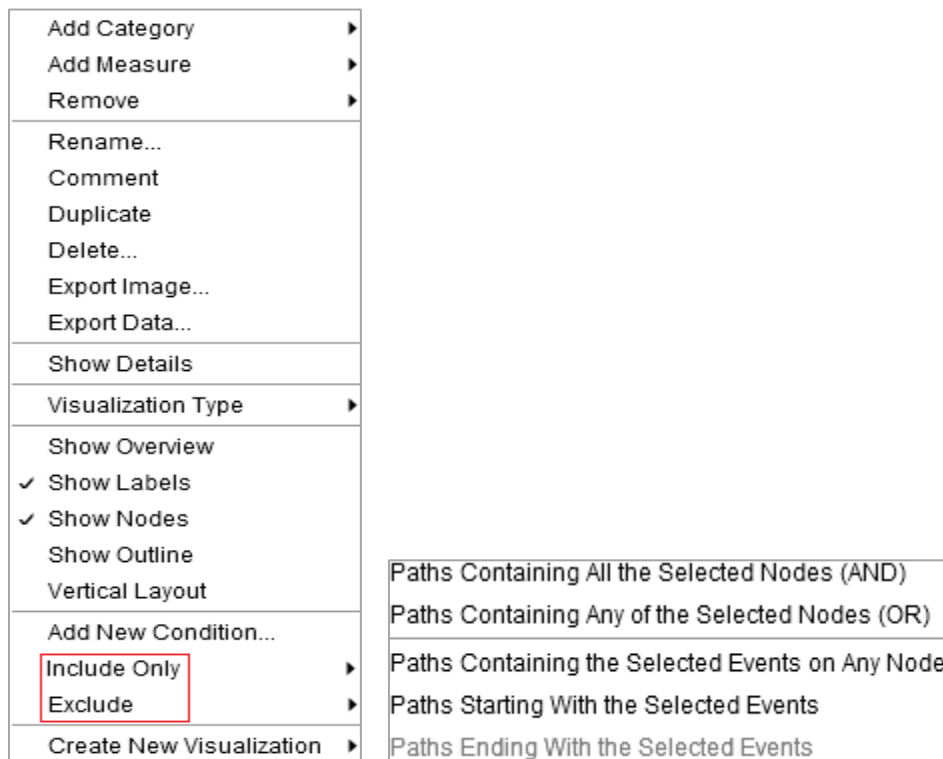 Add Category
Add Measure
Remove
Rename...
Comment
Duplicate
Delete...
Export Image...
Export Data...
Show Details
Visualization Type
Show Overview
Show Labels
Show Nodes
Show Outline
Vertical Layout
Add New Condition...
Include Only
Exclude
Create New Visualization
Paths Containing All the Selected Nodes (AND)
Paths Containing Any of the Selected Nodes (OR)
Paths Containing the Selected Events on Any Node
Paths Starting With the Selected Events
Paths Ending With the Selected Events